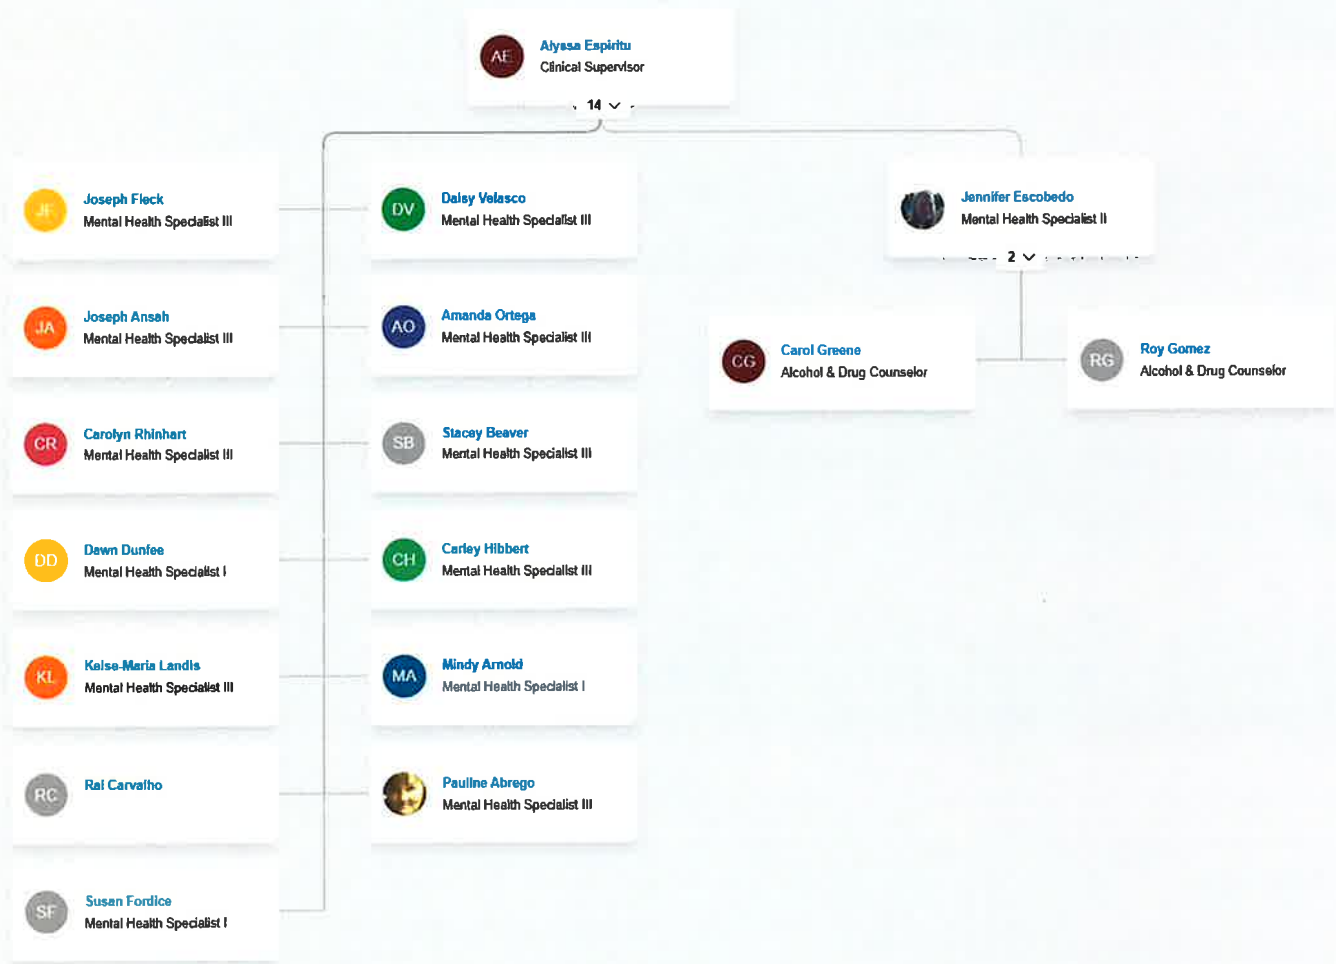 AE
Alyssa Espiritu
Clinical Supervisor
14
JF
Joseph Fleck
Mental Health Specialist III
DV
Daisy Velasco
Mental Health Specialist III
Jennifer Escobedo
Mental Health Specialist II
2
JA
Joseph Ansah
Mental Health Specialist III
AO
Amanda Ortega
Mental Health Specialist III
CG
Carol Greene
Alcohol & Drug Counselor
RG
Roy Gomez
Alcohol & Drug Counselor
CR
Carolyn Rhinhart
Mental Health Specialist III
SB
Stacey Beaver
Mental Health Specialist III
DD
Dawn Dunfee
Mental Health Specialist I
CH
Carley Hibbert
Mental Health Specialist III
KL
Kelse-Maria Landis
Mental Health Specialist III
MA
Mindy Arnold
Mental Health Specialist I
RC
Rai Carvalho
Pauline Abrego
Mental Health Specialist III
SF
Susan Fordice
Mental Health Specialist I